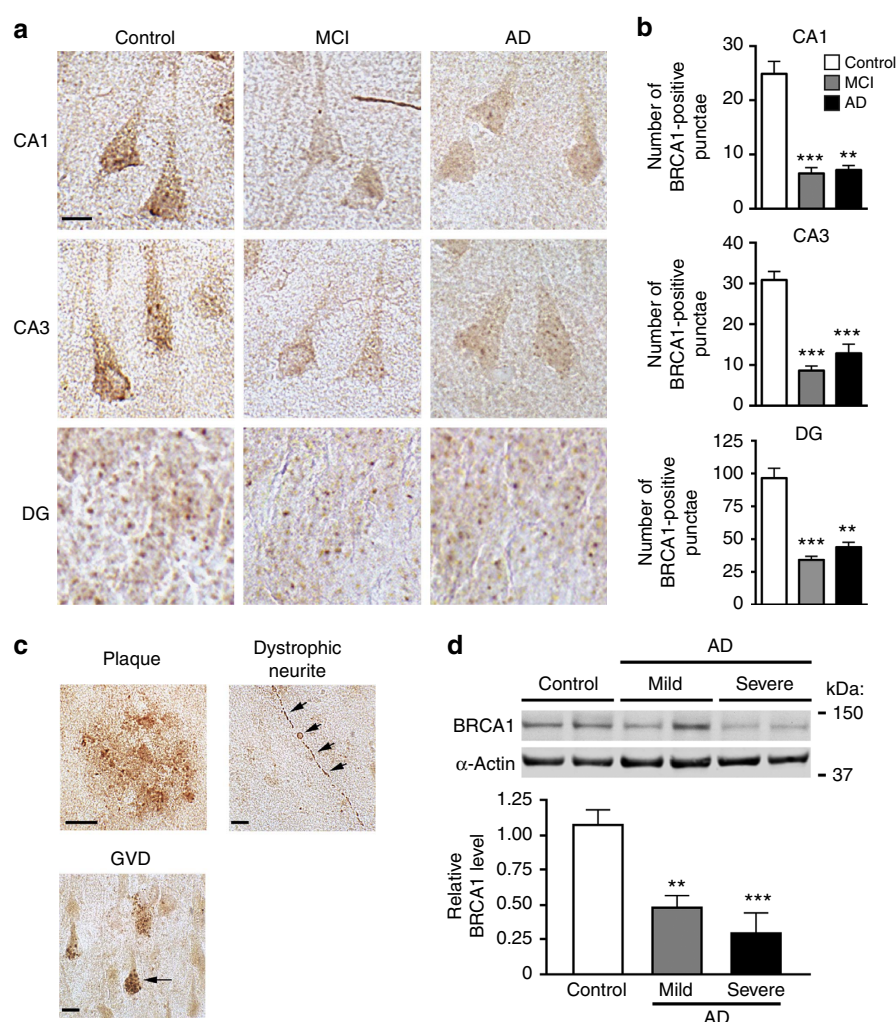 a
Control MCI AD
CA1
CA3
DG
b
CA1
Number of
BRCA1-positive
punctae
30
20
10
0
Control
MCI
AD
*** **
CA3
Number of
BRCA1-positive
punctae
40
30
20
10
0
*** ***
DG
Number of
BRCA1-positive
punctae
125
100
75
50
25
0
*** **
c
Plaque
Dystrophic
neurite
GVD
d
AD
Control Mild Severe kDa:
BRCA1
150
α-Actin
37
Relative
BRCA1 level
1.25
1.00
0.75
0.50
0.25
0
** ***
Control Mild Severe
AD